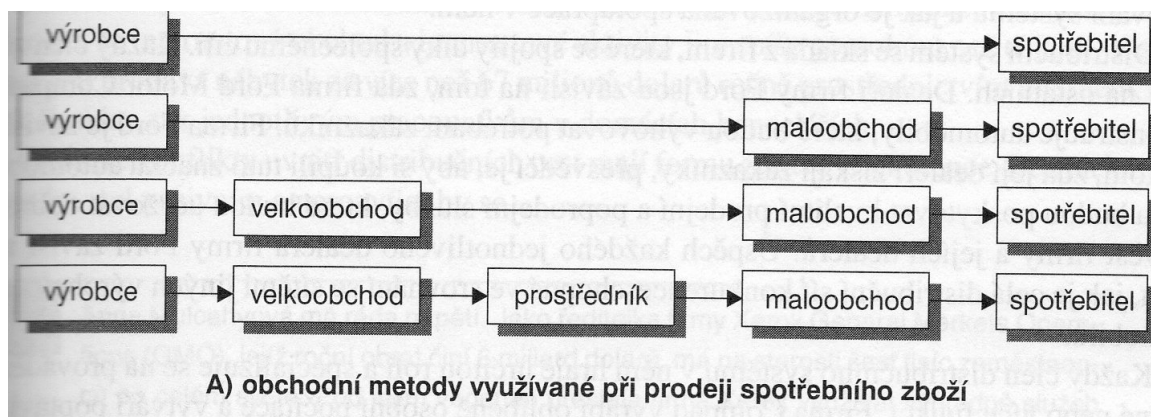 výrobce spotřebitel
výrobce maloobchod spotřebitel
výrobce velkoobchod maloobchod spotřebitel
výrobce velkoobchod prostředník maloobchod spotřebitel
A) obchodní metody využívané při prodeji spotřebního zboží